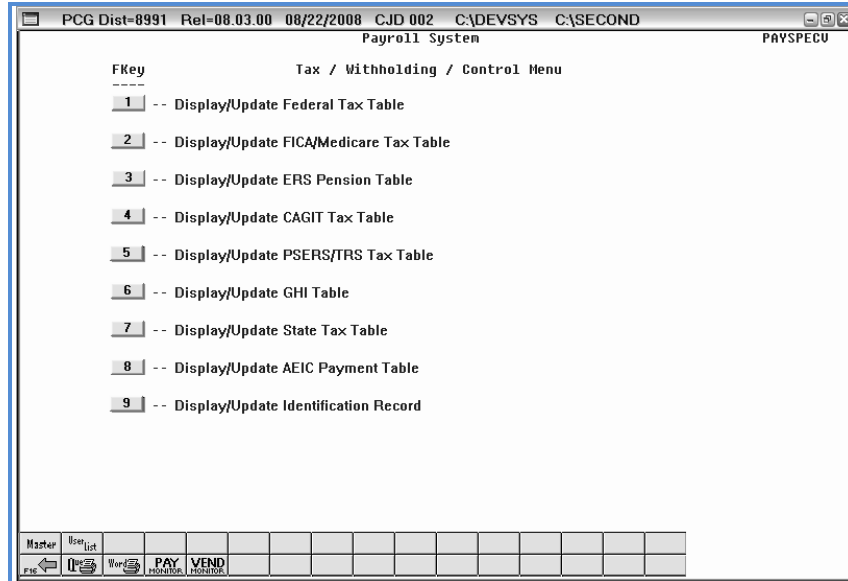 PCG Dist=8991 Rel=08.03.00 08/22/2008 CJD 002 C:\DEVSYS C:\SECOND
Payroll System PAYSPECV
FKey Tax / Withholding / Control Menu
----
1 -- Display/Update Federal Tax Table
2 -- Display/Update FICA/Medicare Tax Table
3 -- Display/Update ERS Pension Table
4 -- Display/Update CAGIT Tax Table
5 -- Display/Update PSERS/TRS Tax Table
6 -- Display/Update GHI Table
7 -- Display/Update State Tax Table
8 -- Display/Update AEIC Payment Table
9 -- Display/Update Identification Record
Master User List
F16 Que Word PAY MONITOR VEND MONITOR